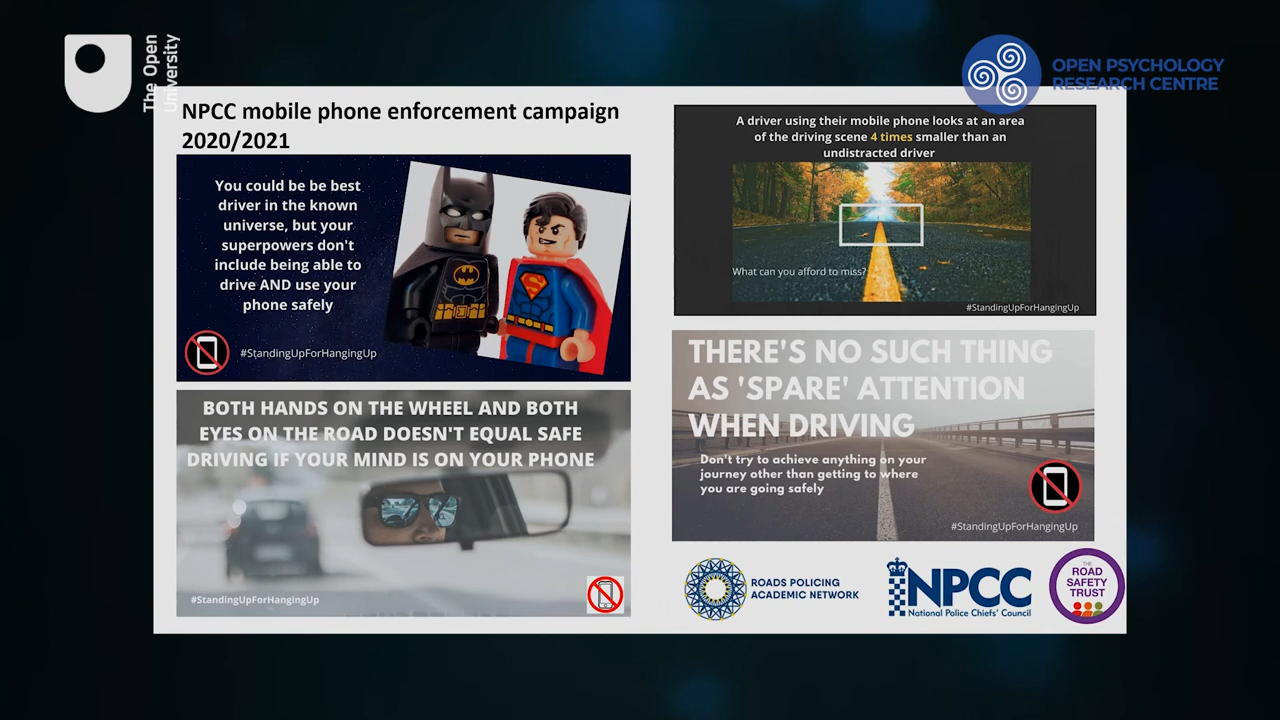 The Open
University
OPEN PSYCHOLOGY
RESEARCH CENTRE
NPCC mobile phone enforcement campaign
2020/2021
You could be be best
driver in the known
universe, but your
superpowers don't
include being able to
drive AND use your
phone safely
#StandingUpForHangingUp
A driver using their mobile phone looks at an area
of the driving scene 4 times smaller than an
undistracted driver
What can you afford to miss?
#StandingUpForHangingUp
BOTH HANDS ON THE WHEEL AND BOTH
EYES ON THE ROAD DOESN'T EQUAL SAFE
DRIVING IF YOUR MIND IS ON YOUR PHONE
#StandingUpForHangingUp
THERE'S NO SUCH THING
AS 'SPARE' ATTENTION
WHEN DRIVING
Don't try to achieve anything on your
journey other than getting to where
you are going safely
#StandingUpForHangingUp
ROADS POLICING
ACADEMIC NETWORK
NPCC
National Police Chiefs' Council
THE
ROAD
SAFETY
TRUST